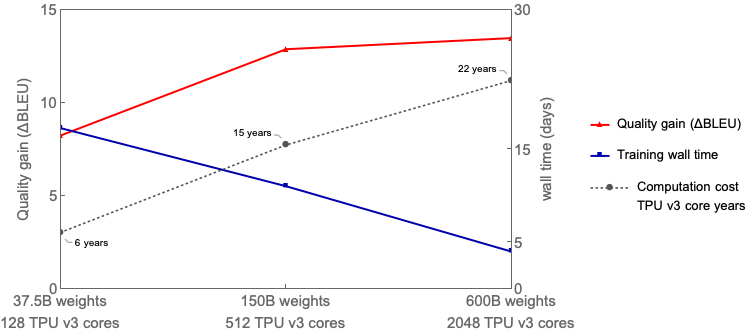 15
30
Quality gain (ΔBLEU)
10
5
0
6 years
15 years
22 years
15
5
0
wall time (days)
37.5B weights
128 TPU v3 cores
150B weights
512 TPU v3 cores
600B weights
2048 TPU v3 cores
Quality gain (ΔBLEU)
Training wall time
Computation cost
TPU v3 core years